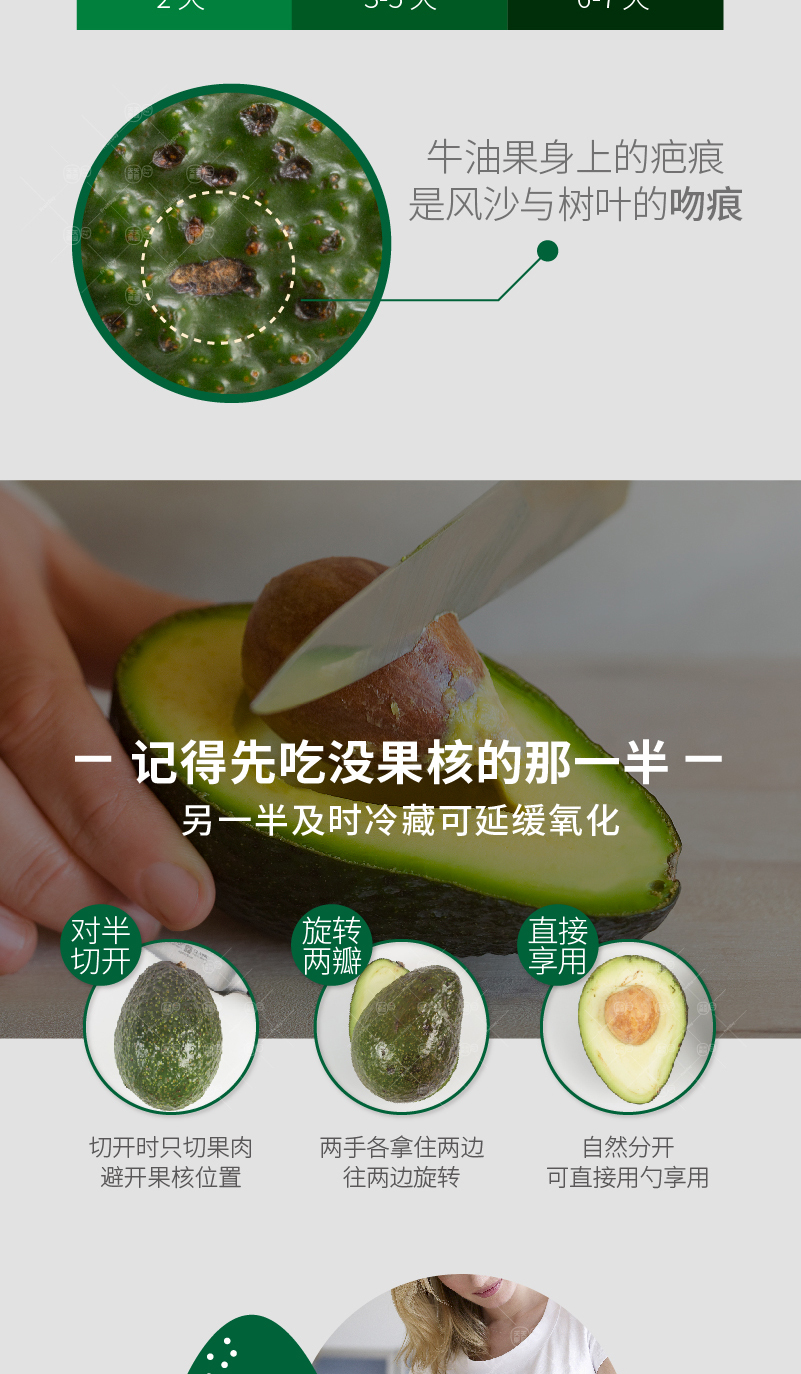 2 天
3-5 天
6-7 天
牛油果身上的疤痕
是风沙与树叶的吻痕
一 记得先吃没果核的那一半 一
另一半及时冷藏可延缓氧化
对半
切开
旋转
两瓣
直接
享用
切开时只切果肉
避开果核位置
两手各拿住两边
往两边旋转
自然分开
可直接用勺享用